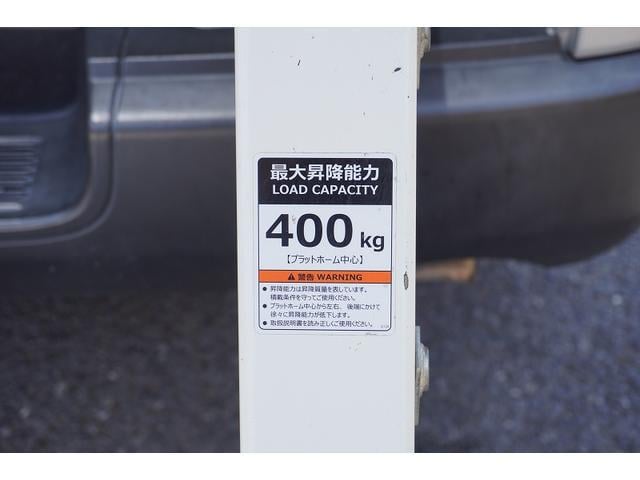 最大昇降能力
LOAD CAPACITY
400 kg
【プラットホーム中心】
⚠ 警告 WARNING
● 昇降能力は昇降質量を表しています。
積載条件を守ってご使用ください。
● プラットホーム中心から左右、後端にかけて
徐々に昇降能力が低下します。
● 取扱説明書を読み正しくご使用ください。